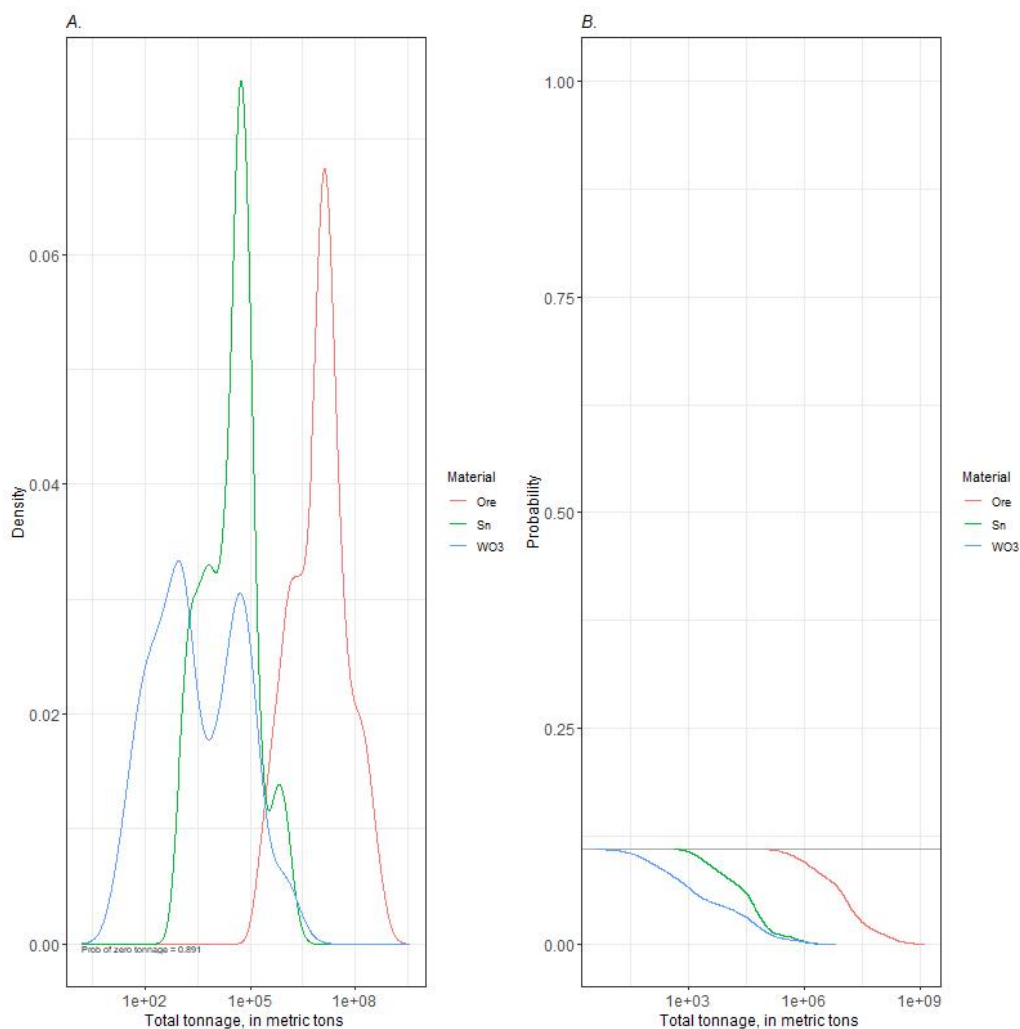 A.
Density
0.06
0.04
0.02
0.00
Prob of zero tonnage = 0.891
1e+02 1e+05 1e+08
Total tonnage, in metric tons
Material
Ore
Sn
WO3
B.
Probability
1.00
0.75
0.50
0.25
0.00
1e+03 1e+06 1e+09
Total tonnage, in metric tons
Material
Ore
Sn
WO3